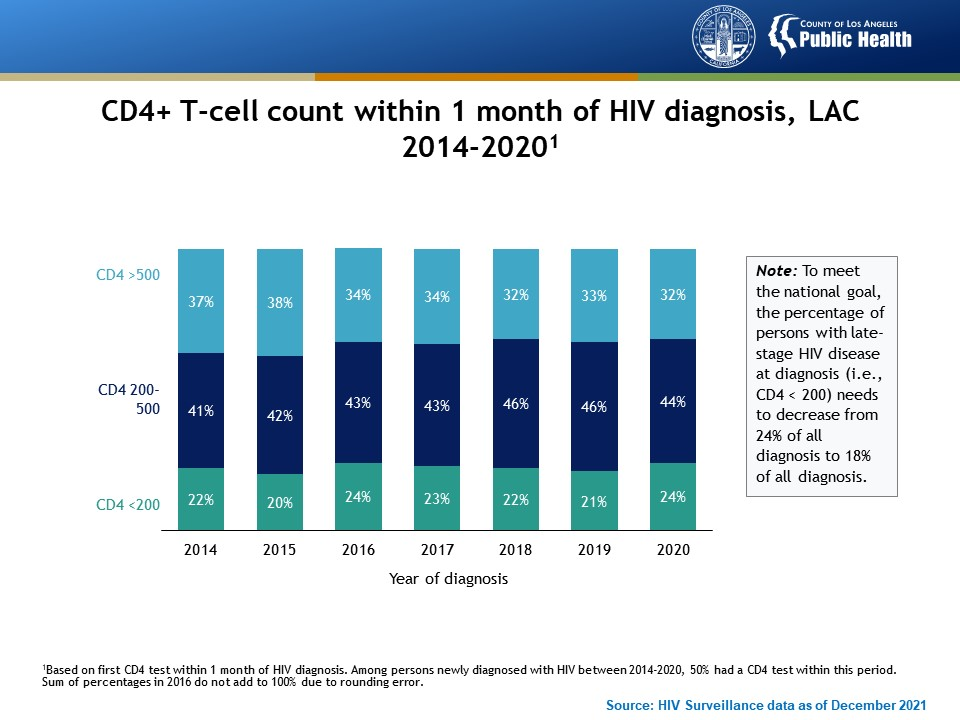 COUNTY OF LOS ANGELES
Public Health
CD4+ T-cell count within 1 month of HIV diagnosis, LAC
2014-2020¹
CD4 >500
CD4 200-
500
CD4 <200
37% 38% 34% 34% 32% 33% 32%
41% 42% 43% 43% 46% 46% 44%
22% 20% 24% 23% 22% 21% 24%
2014 2015 2016 2017 2018 2019 2020
Year of diagnosis
Note: To meet
the national goal,
the percentage of
persons with late-
stage HIV disease
at diagnosis (i.e.,
CD4 < 200) needs
to decrease from
24% of all
diagnosis to 18%
of all diagnosis.
¹Based on first CD4 test within 1 month of HIV diagnosis. Among persons newly diagnosed with HIV between 2014-2020, 50% had a CD4 test within this period.
Sum of percentages in 2016 do not add to 100% due to rounding error.
Source: HIV Surveillance data as of December 2021